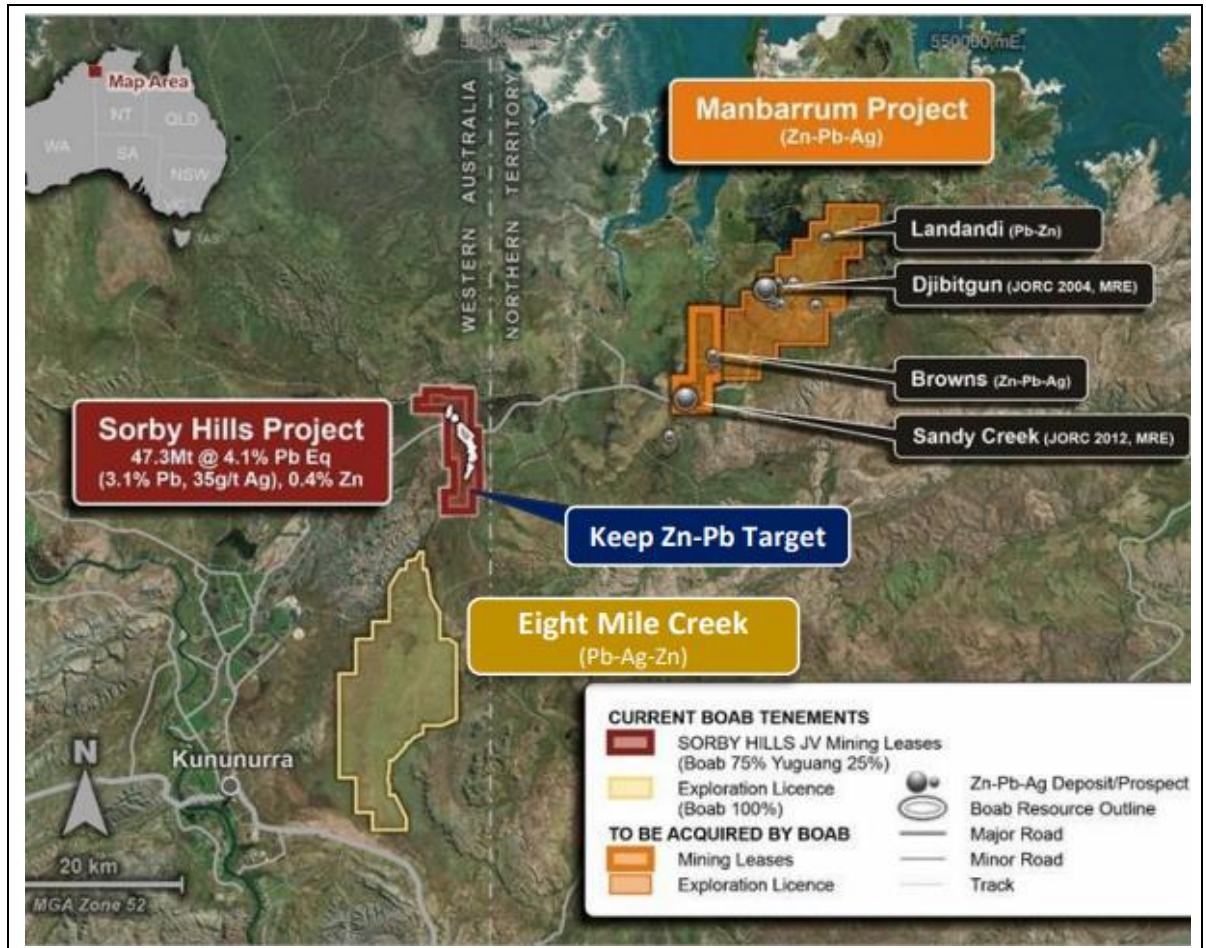 550000 mE
Map Area
NT
QLD
WA
SA
NSW
TAS
WESTERN AUSTRALIA
NORTHERN TERRITORY
Manbarrum Project
(Zn-Pb-Ag)
Landandi (Pb-Zn)
Djibitgun (JORC 2004, MRE)
Browns (Zn-Pb-Ag)
Sandy Creek (JORC 2012, MRE)
Sorby Hills Project
47.3Mt @ 4.1% Pb Eq
(3.1% Pb, 35g/t Ag), 0.4% Zn
Keep Zn-Pb Target
Eight Mile Creek
(Pb-Ag-Zn)
Kununurra
N
20 km
MGA Zone 52
CURRENT BOAB TENEMENTS
SORBY HILLS JV Mining Leases
(Boab 75% Yuguang 25%)
Exploration Licence
(Boab 100%)
TO BE ACQUIRED BY BOAB
Mining Leases
Exploration Licence
Zn-Pb-Ag Deposit/Prospect
Boab Resource Outline
Major Road
Minor Road
Track